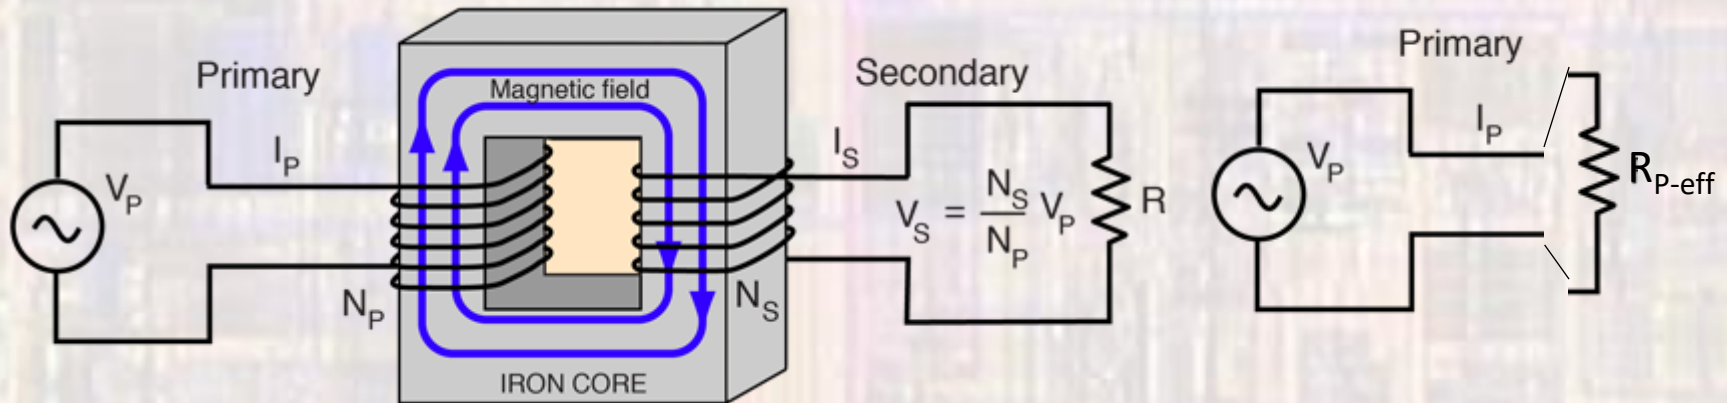 Primary
I_P
V_P
N_P
Magnetic field
IRON CORE
N_S
Secondary
I_S
V_S = N_S/N_P V_P
R
Primary
I_P
V_P
R_P-eff